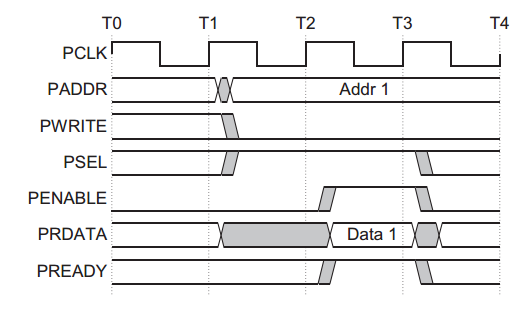 T0 T1 T2 T3 T4
PCLK
PADDR Addr 1
PWRITE
PSEL
PENABLE
PRDATA Data 1
PREADY